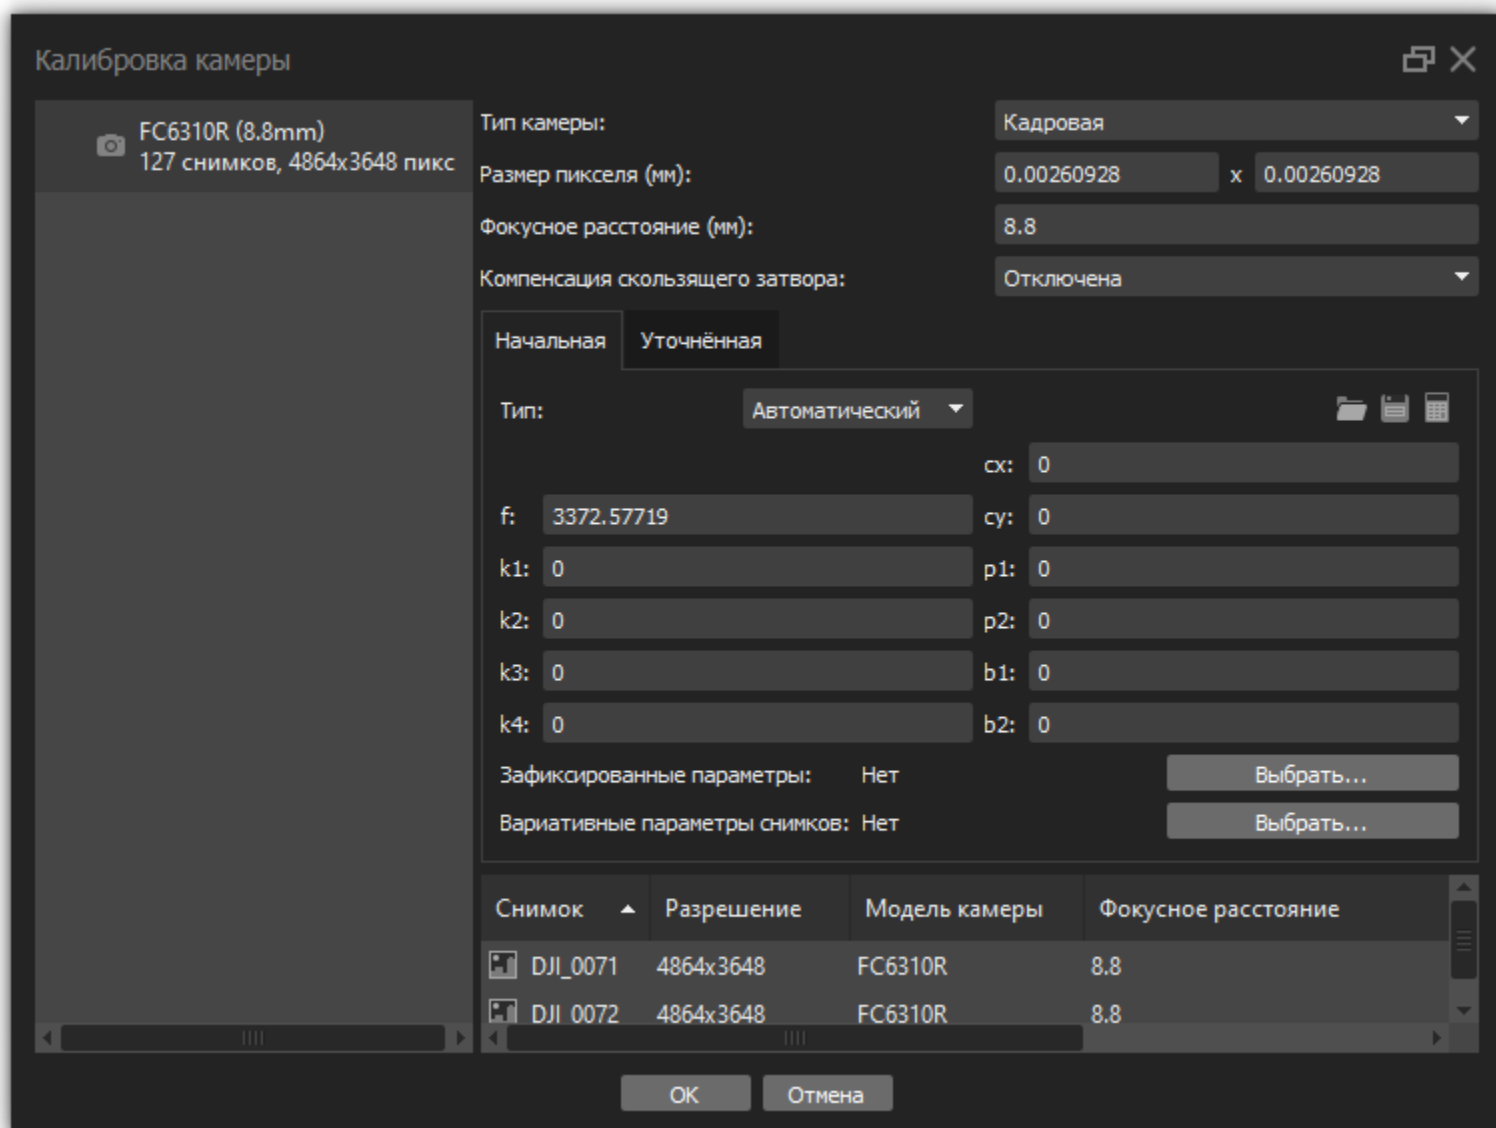 Калибровка камеры
FC6310R (8.8mm)
127 снимков, 4864x3648 пикс
Тип камеры: Кадровая
Размер пикселя (мм): 0.00260928 x 0.00260928
Фокусное расстояние (мм): 8.8
Компенсация скользящего затвора: Отключена
Начальная Уточнённая
Тип: Автоматический
cx: 0
f: 3372.57719 cy: 0
k1: 0 p1: 0
k2: 0 p2: 0
k3: 0 b1: 0
k4: 0 b2: 0
Зафиксированные параметры: Нет Выбрать...
Вариативные параметры снимков: Нет Выбрать...
Снимок Разрешение Модель камеры Фокусное расстояние
DJI_0071 4864x3648 FC6310R 8.8
DJI_0072 4864x3648 FC6310R 8.8
OK Отмена